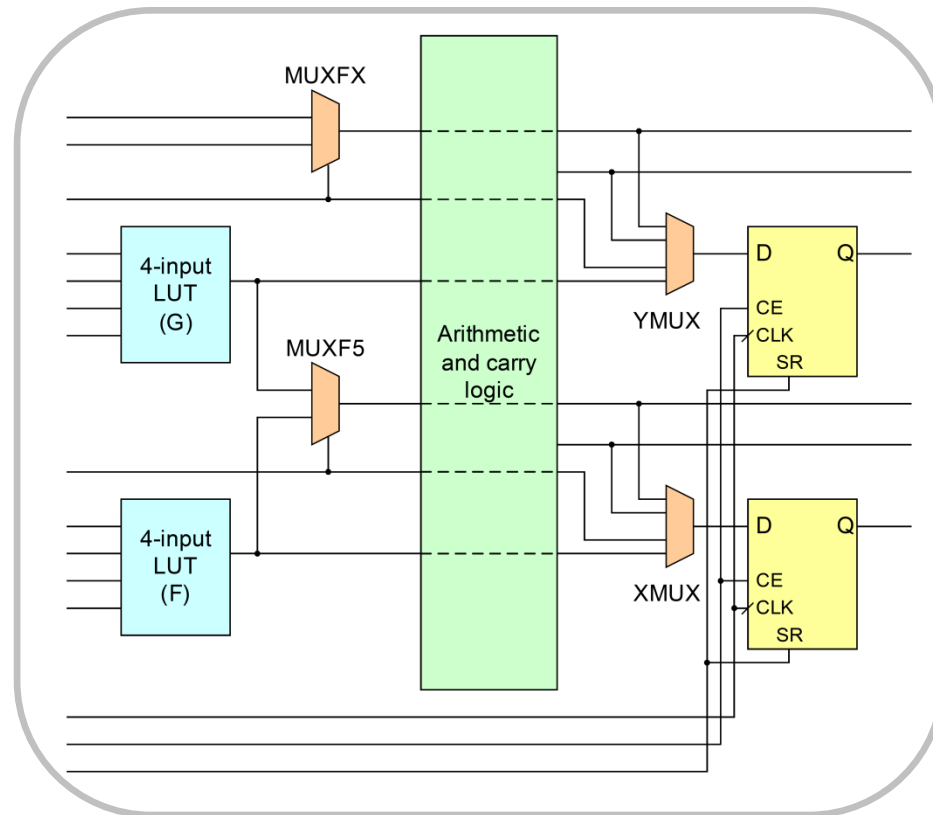 MUXFX
4-input
LUT
(G)
MUXF5
Arithmetic
and carry
logic
YMUX
D
Q
CE
CLK
SR
4-input
LUT
(F)
XMUX
D
Q
CE
CLK
SR